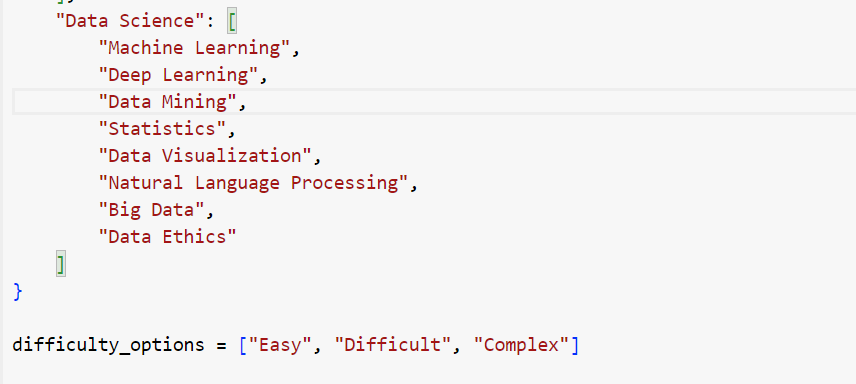 ],
"Data Science": [
"Machine Learning",
"Deep Learning",
"Data Mining",
"Statistics",
"Data Visualization",
"Natural Language Processing",
"Big Data",
"Data Ethics"
]
}
difficulty_options = ["Easy", "Difficult", "Complex"]